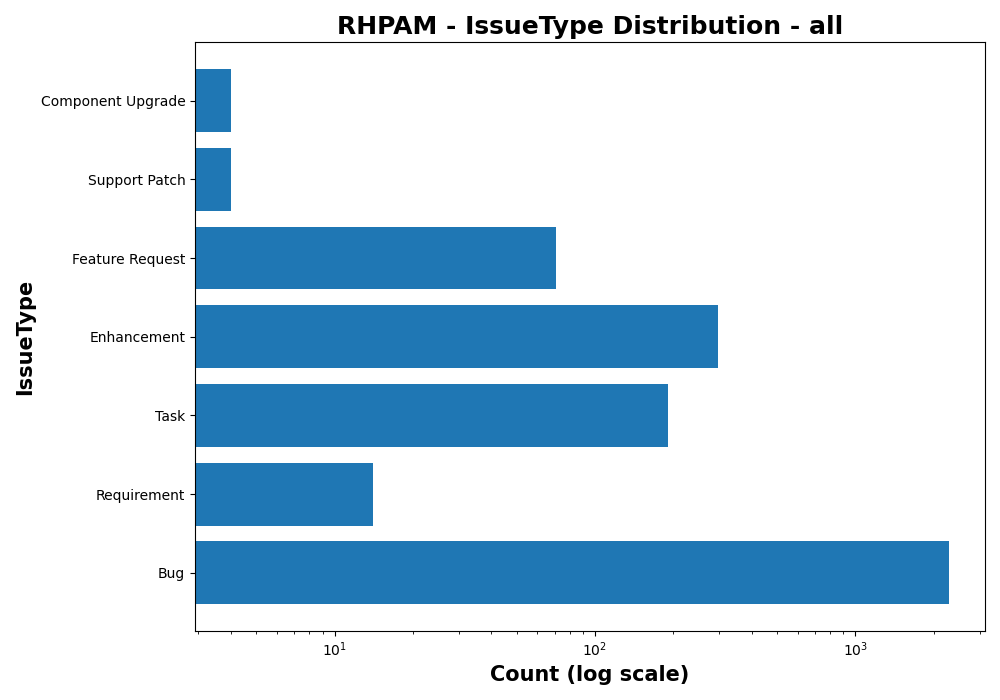 RHPAM - IssueType Distribution - all
Component Upgrade
Support Patch
Feature Request
Enhancement
Task
Requirement
Bug
IssueType
10¹ 10² 10³
Count (log scale)